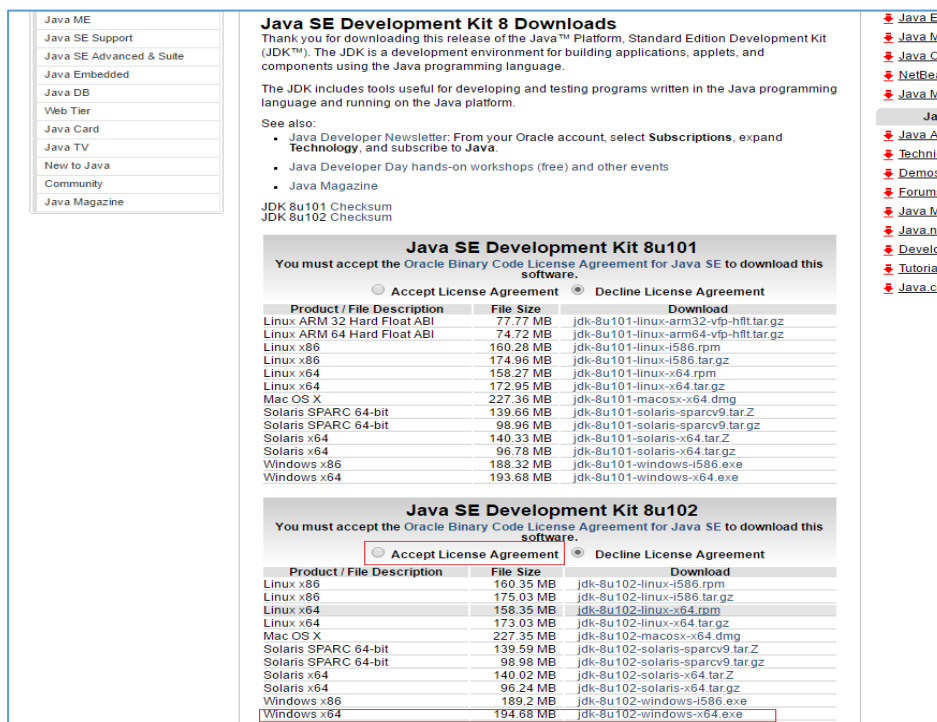 Java ME
Java SE Support
Java SE Advanced & Suite
Java Embedded
Java DB
Web Tier
Java Card
Java TV
New to Java
Community
Java Magazine
Java SE Development Kit 8 Downloads
Thank you for downloading this release of the Java™ Platform, Standard Edition Development Kit
(JDK™). The JDK is a development environment for building applications, applets, and
components using the Java programming language.
The JDK includes tools useful for developing and testing programs written in the Java programming
language and running on the Java platform.
See also:
Java Developer Newsletter: From your Oracle account, select Subscriptions, expand
Technology, and subscribe to Java.
Java Developer Day hands-on workshops (free) and other events
Java Magazine
JDK 8u101 Checksum
JDK 8u102 Checksum
Java SE Development Kit 8u101
You must accept the Oracle Binary Code License Agreement for Java SE to download this
software.
Accept License Agreement Decline License Agreement
Product / File Description File Size Download
Linux ARM 32 Hard Float ABI 77.77 MB jdk-8u101-linux-arm32-vfp-hflt.tar.gz
Linux ARM 64 Hard Float ABI 74.72 MB jdk-8u101-linux-arm64-vfp-hflt.tar.gz
Linux x86 160.28 MB jdk-8u101-linux-i586.rpm
Linux x86 174.96 MB jdk-8u101-linux-i586.tar.gz
Linux x64 158.27 MB jdk-8u101-linux-x64.rpm
Linux x64 172.95 MB jdk-8u101-linux-x64.tar.gz
Mac OS X 227.36 MB jdk-8u101-macosx-x64.dmg
Solaris SPARC 64-bit 139.66 MB jdk-8u101-solaris-sparcv9.tar.Z
Solaris SPARC 64-bit 98.96 MB jdk-8u101-solaris-sparcv9.tar.gz
Solaris x64 140.33 MB jdk-8u101-solaris-x64.tar.Z
Solaris x64 96.78 MB jdk-8u101-solaris-x64.tar.gz
Windows x86 188.32 MB jdk-8u101-windows-i586.exe
Windows x64 193.68 MB jdk-8u101-windows-x64.exe
Java SE Development Kit 8u102
You must accept the Oracle Binary Code License Agreement for Java SE to download this
software.
Accept License Agreement Decline License Agreement
Product / File Description File Size Download
Linux x86 160.35 MB jdk-8u102-linux-i586.rpm
Linux x86 175.03 MB jdk-8u102-linux-i586.tar.gz
Linux x64 158.35 MB jdk-8u102-linux-x64.rpm
Linux x64 173.03 MB jdk-8u102-linux-x64.tar.gz
Mac OS X 227.35 MB jdk-8u102-macosx-x64.dmg
Solaris SPARC 64-bit 139.59 MB jdk-8u102-solaris-sparcv9.tar.Z
Solaris SPARC 64-bit 98.98 MB jdk-8u102-solaris-sparcv9.tar.gz
Solaris x64 140.02 MB jdk-8u102-solaris-x64.tar.Z
Solaris x64 96.24 MB jdk-8u102-solaris-x64.tar.gz
Windows x86 189.2 MB jdk-8u102-windows-i586.exe
Windows x64 194.68 MB jdk-8u102-windows-x64.exe
Java E
Java M
Java C
NetBea
Java M
Ja
Java A
Techni
Demos
Forums
Java M
Java.n
Develo
Tutoria
Java.c